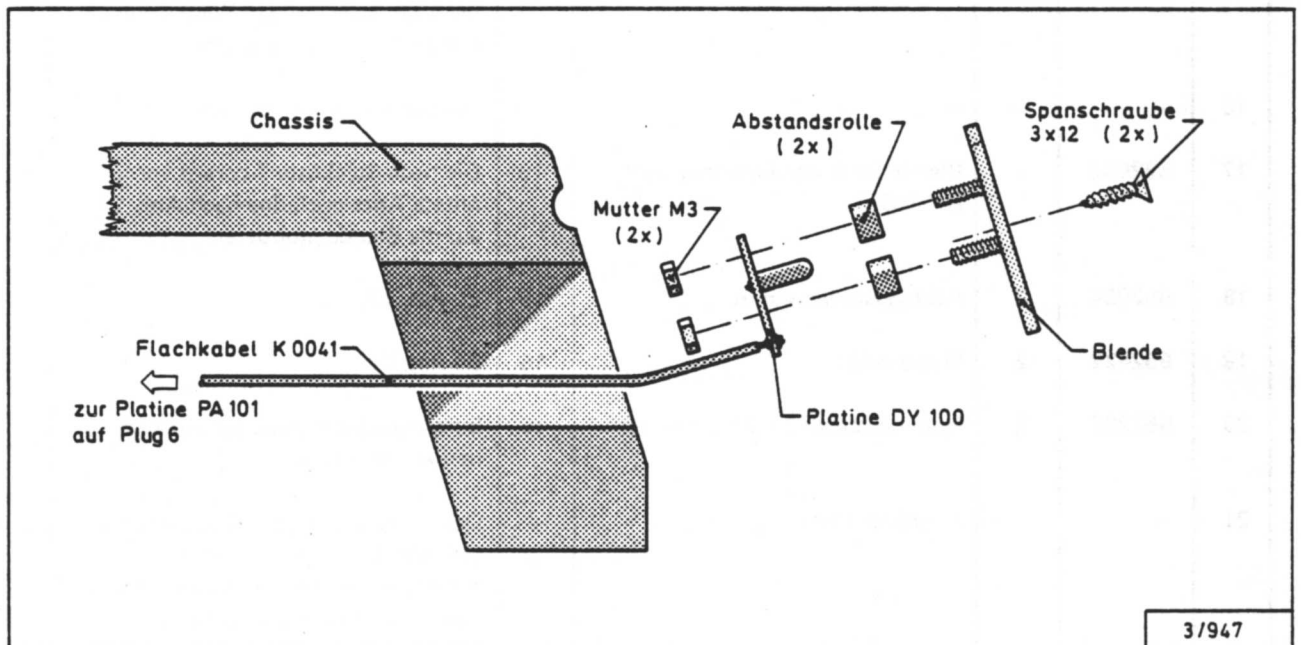 Chassis
Abstandsrolle
( 2x )
Spanschraube
3x12 ( 2x )
Mutter M3
(2x)
Flachkabel K 0041
Blende
zur Platine PA 101
auf Plug 6
Platine DY 100
3/947